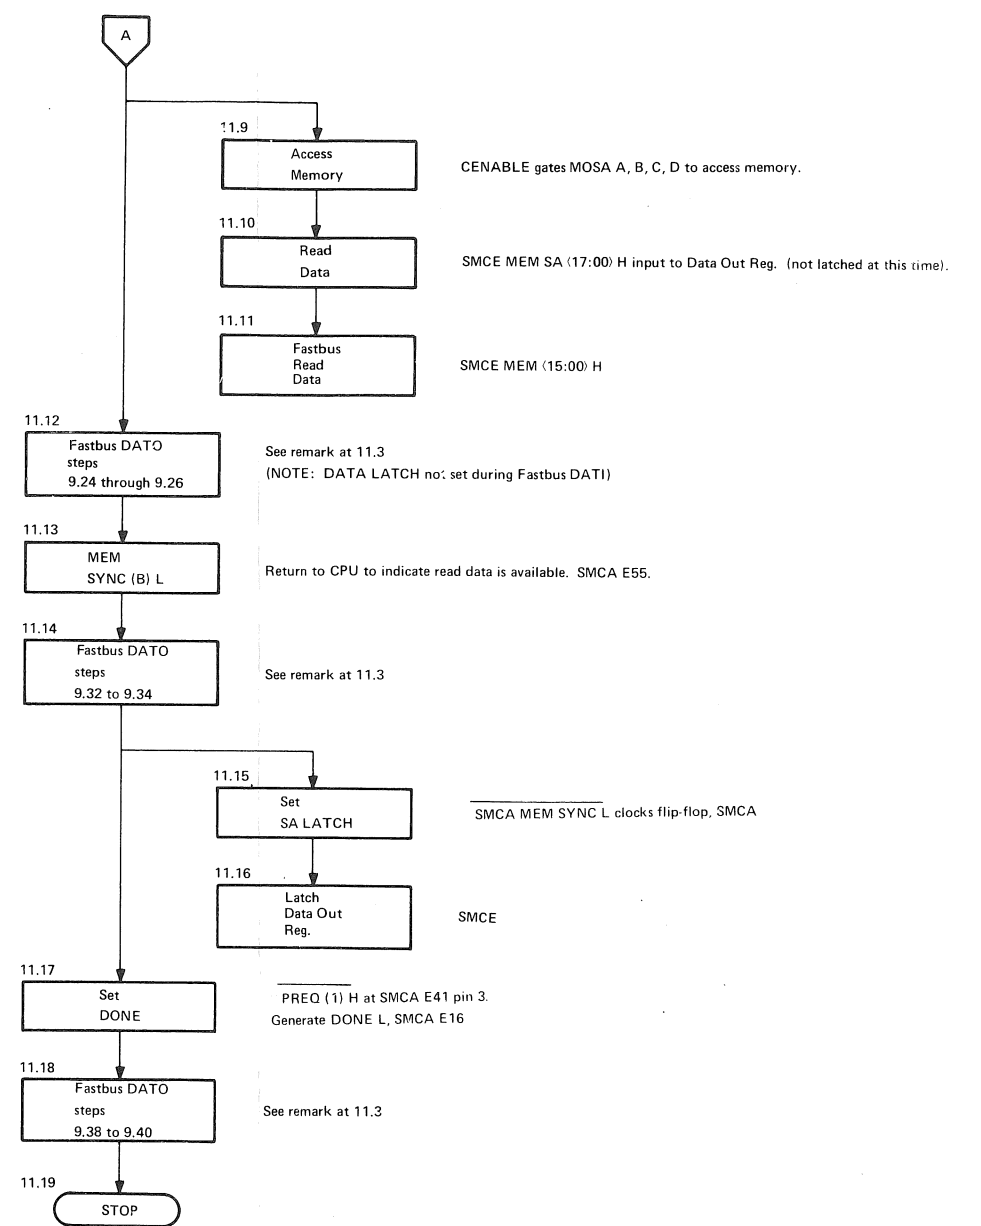 A
11.9
Access
Memory
CENABLE gates MOSA A, B, C, D to access memory.
11.10
Read
Data
SMCE MEM SA ⟨17:00⟩ H input to Data Out Reg. (not latched at this time).
11.11
Fastbus
Read
Data
SMCE MEM ⟨15:00⟩ H
11.12
Fastbus DATO
steps
9.24 through 9.26
See remark at 11.3
(NOTE: DATA LATCH not set during Fastbus DATI)
11.13
MEM
SYNC (B) L
Return to CPU to indicate read data is available. SMCA E55.
11.14
Fastbus DATO
steps
9.32 to 9.34
See remark at 11.3
11.15
Set
SA LATCH
SMCA MEM SYNC L clocks flip-flop, SMCA
11.16
Latch
Data Out
Reg.
SMCE
11.17
Set
DONE
PREQ (1) H at SMCA E41 pin 3.
Generate DONE L, SMCA E16
11.18
Fastbus DATO
steps
9.38 to 9.40
See remark at 11.3
11.19
STOP